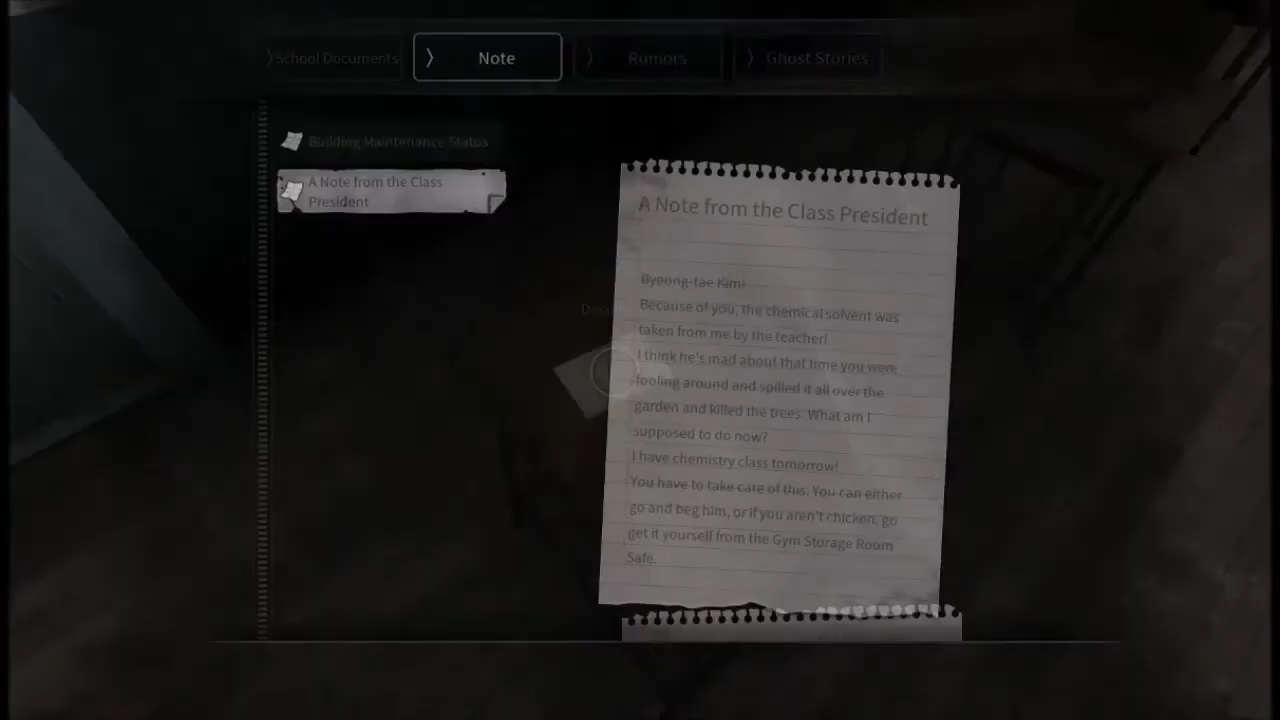 School Documents
Note
Rumors
Ghost Stories
Building Maintenance Status
A Note from the Class
President
A Note from the Class President
Byeong-tae Kim!
Because of you, the chemical solvent was
taken from me by the teacher!
I think he's mad about that time you were
fooling around and spilled it all over the
garden and killed the trees. What am I
supposed to do now?
I have chemistry class tomorrow!
You have to take care of this. You can either
go and beg him, or if you aren't chicken, go
get it yourself from the Gym Storage Room
Safe.